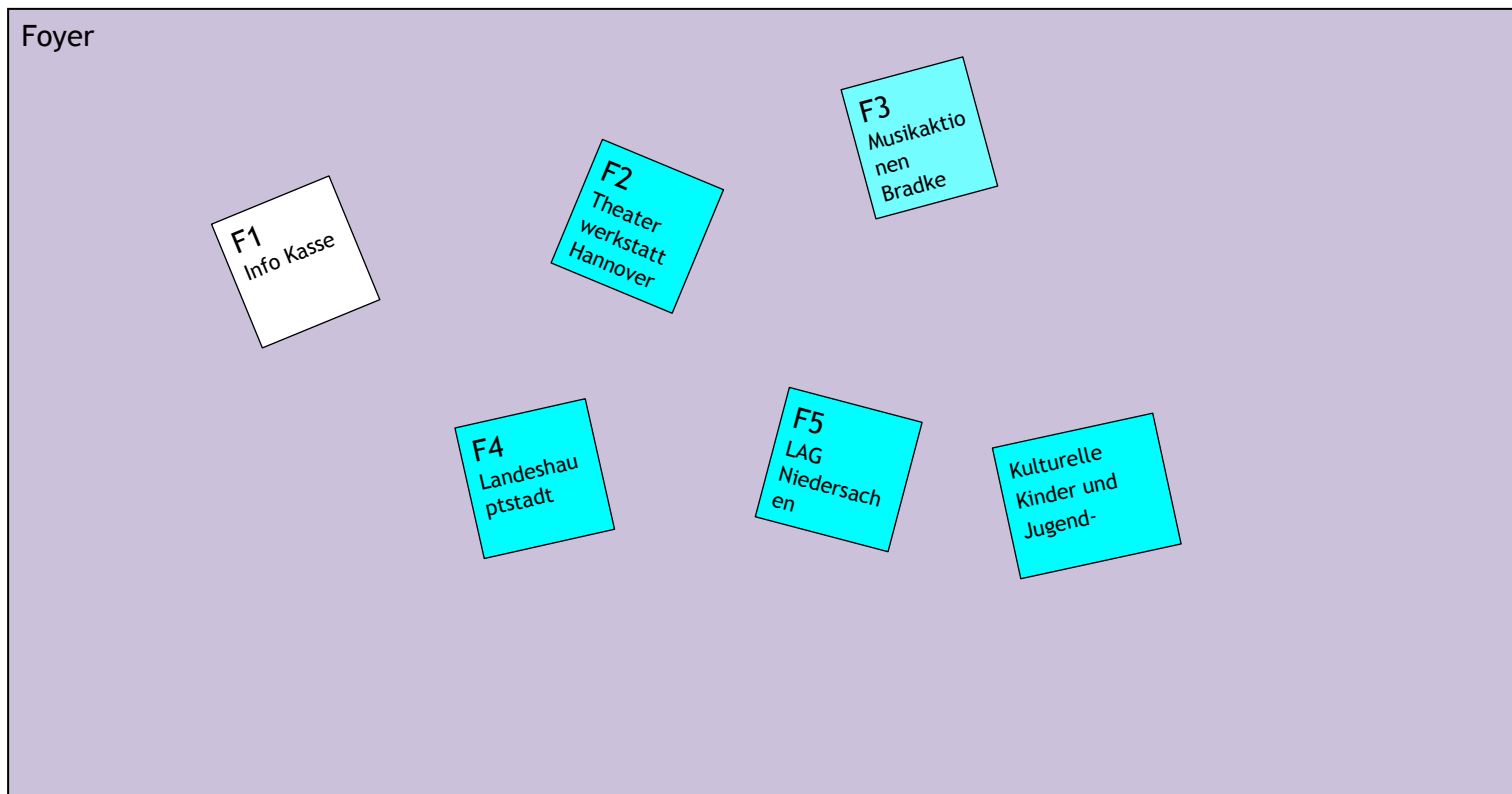 Foyer
F1
Info Kasse
F2
Theater
werkstatt
Hannover
F3
Musikaktio
nen
Bradke
F4
Landeshau
ptstadt
F5
LAG
Niedersach
en
Kulturelle
Kinder und
Jugend-